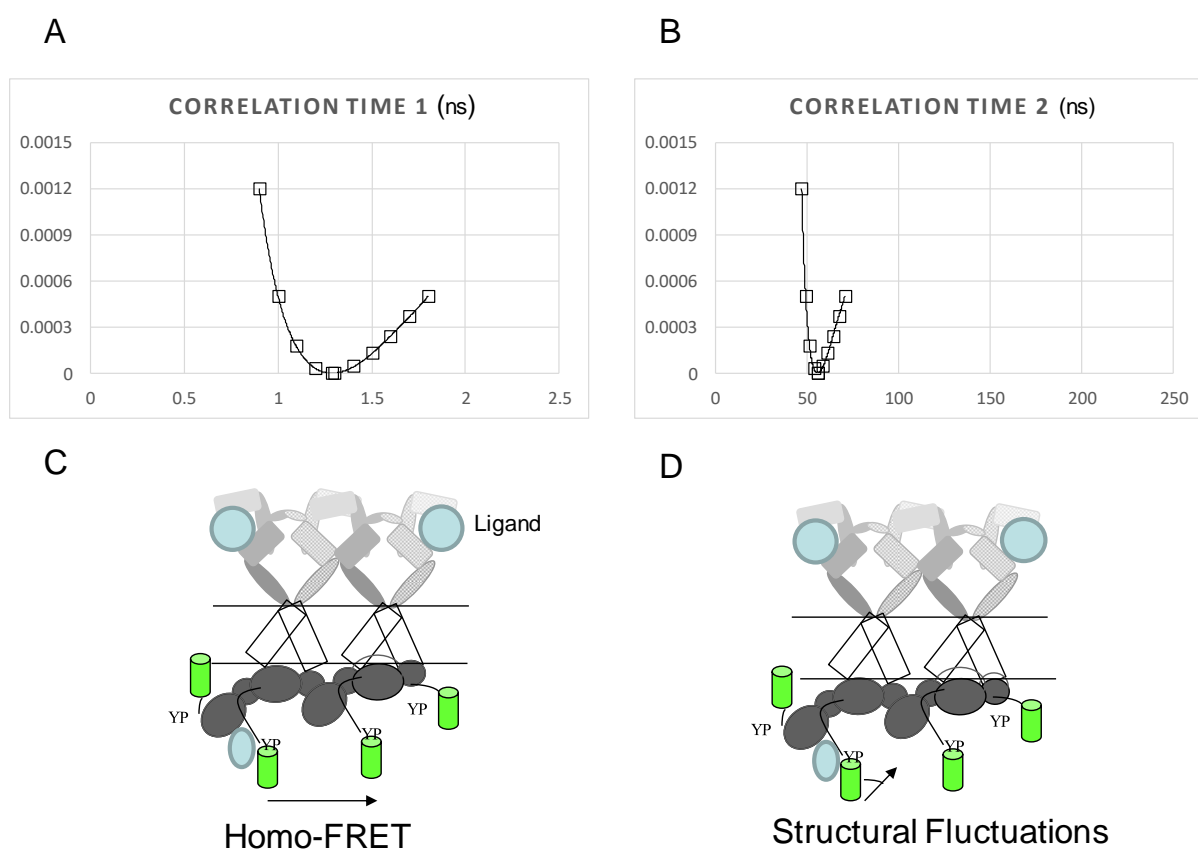 A
B
CORRELATION TIME 1 (ns)
0.0015
0.0012
0.0009
0.0006
0.0003
0
0 0.5 1 1.5 2 2.5
CORRELATION TIME 2 (ns)
0.0015
0.0012
0.0009
0.0006
0.0003
0
0 50 100 150 200 250
C
D
Ligand
YP
YP
YP
YP
Homo-FRET
YP
YP
YP
YP
Structural Fluctuations